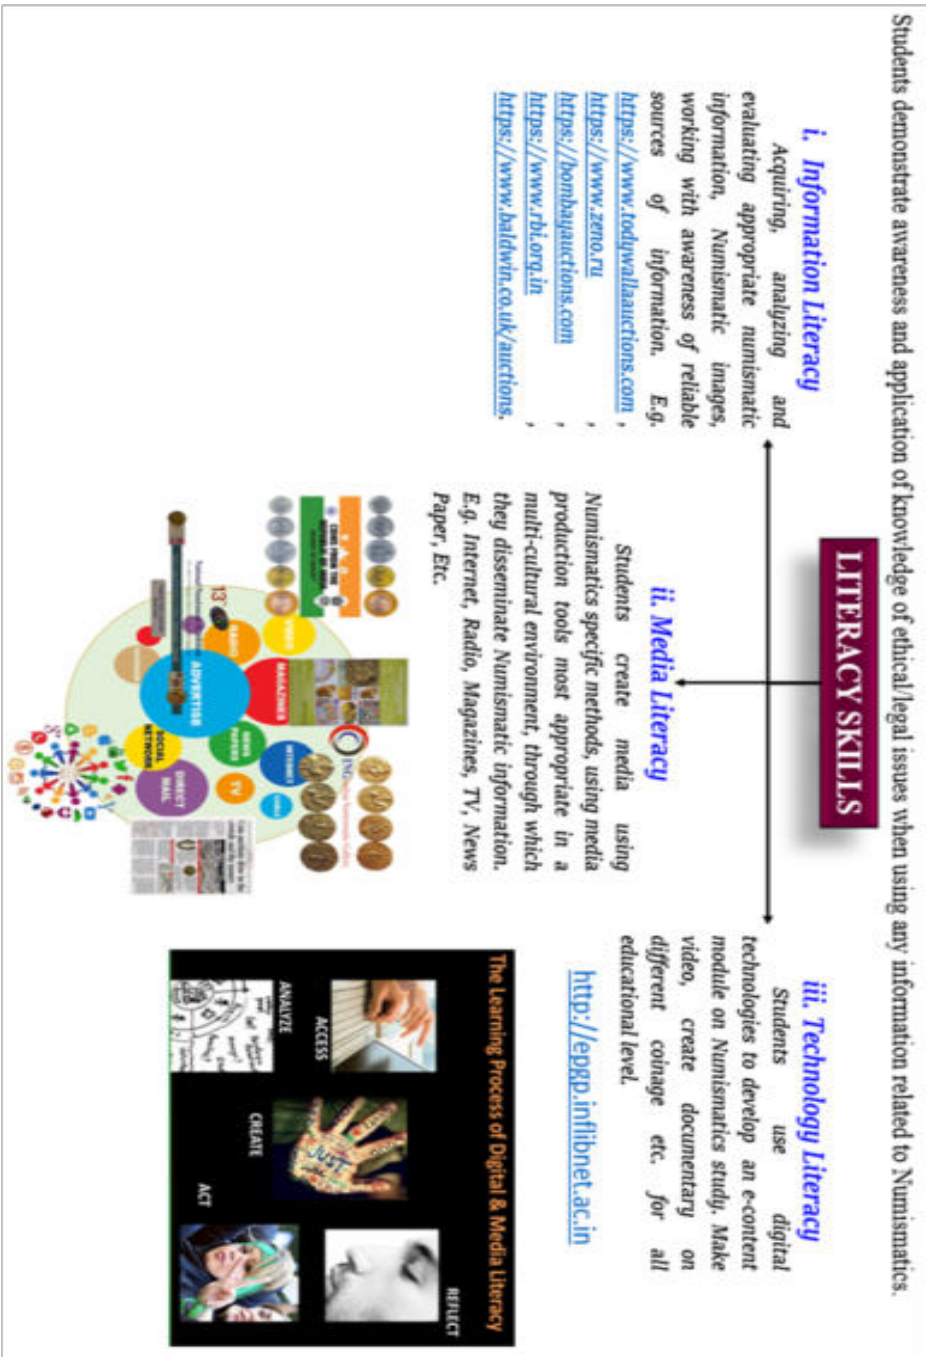 Students demonstrate awareness and application of knowledge of ethical/legal issues when using any information related to Numismatics.
LITERACY SKILLS
i. Information Literacy
Acquiring, analyzing and
evaluating appropriate numismatic
information, Numismatic images,
working with awareness of reliable
sources of information. E.g.
https://www.todywallaauctions.com ,
https://www.zeno.ru ,
https://bombayauctions.com ,
https://www.rbi.org.in ,
https://www.baldwin.co.uk/auctions.
ii. Media Literacy
Students create media using
Numismatics specific methods, using media
production tools most appropriate in a
multi-cultural environment, through which
they disseminate Numismatic information.
E.g. Internet, Radio, Magazines, TV, News
Paper, Etc.
COINS FROM THE
REPUBLIC OF INDIA
VIDEO
MAGAZINES
RADIO
ADVERTISE
NEWS
PAPERS
INTERNET
SOCIAL
NETWORK
TV
DIRECT
MAIL
iii. Technology Literacy
Students use digital
technologies to develop an e-content
module on Numismatics study. Make
video, create documentary on
different coinage etc. for all
educational level.
http://epgp.inflibnet.ac.in
The Learning Process of Digital & Media Literacy
ACCESS
ANALYZE
CREATE
JUST
REFLECT
ACT